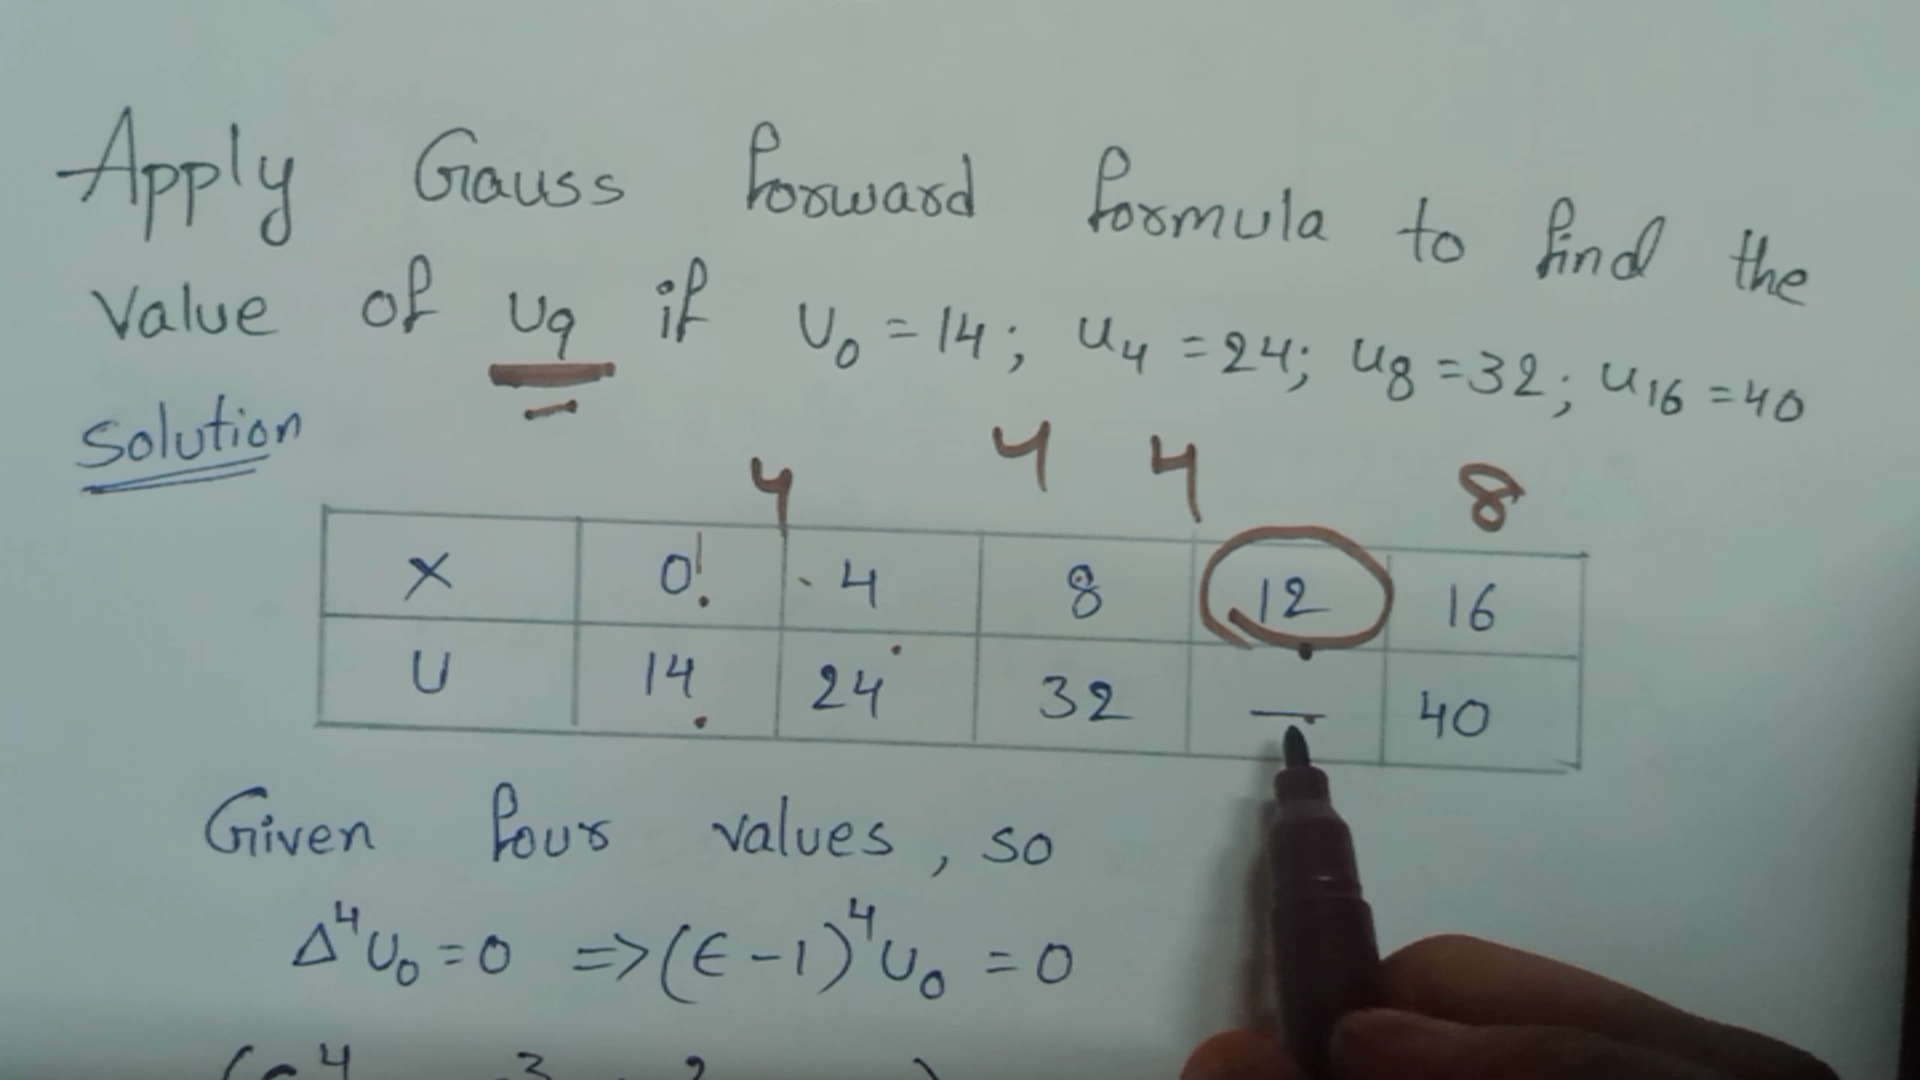 Apply Gauss forward formula to find the
value of u9 if U0 = 14; u4 = 24; u8 = 32; u16 = 40
Solution
4 4 4 8
X 0 4 8 12 16
U 14 24 32 — 40
Given four values, so
Δ⁴U₀ = 0 => (E - 1)⁴U₀ = 0